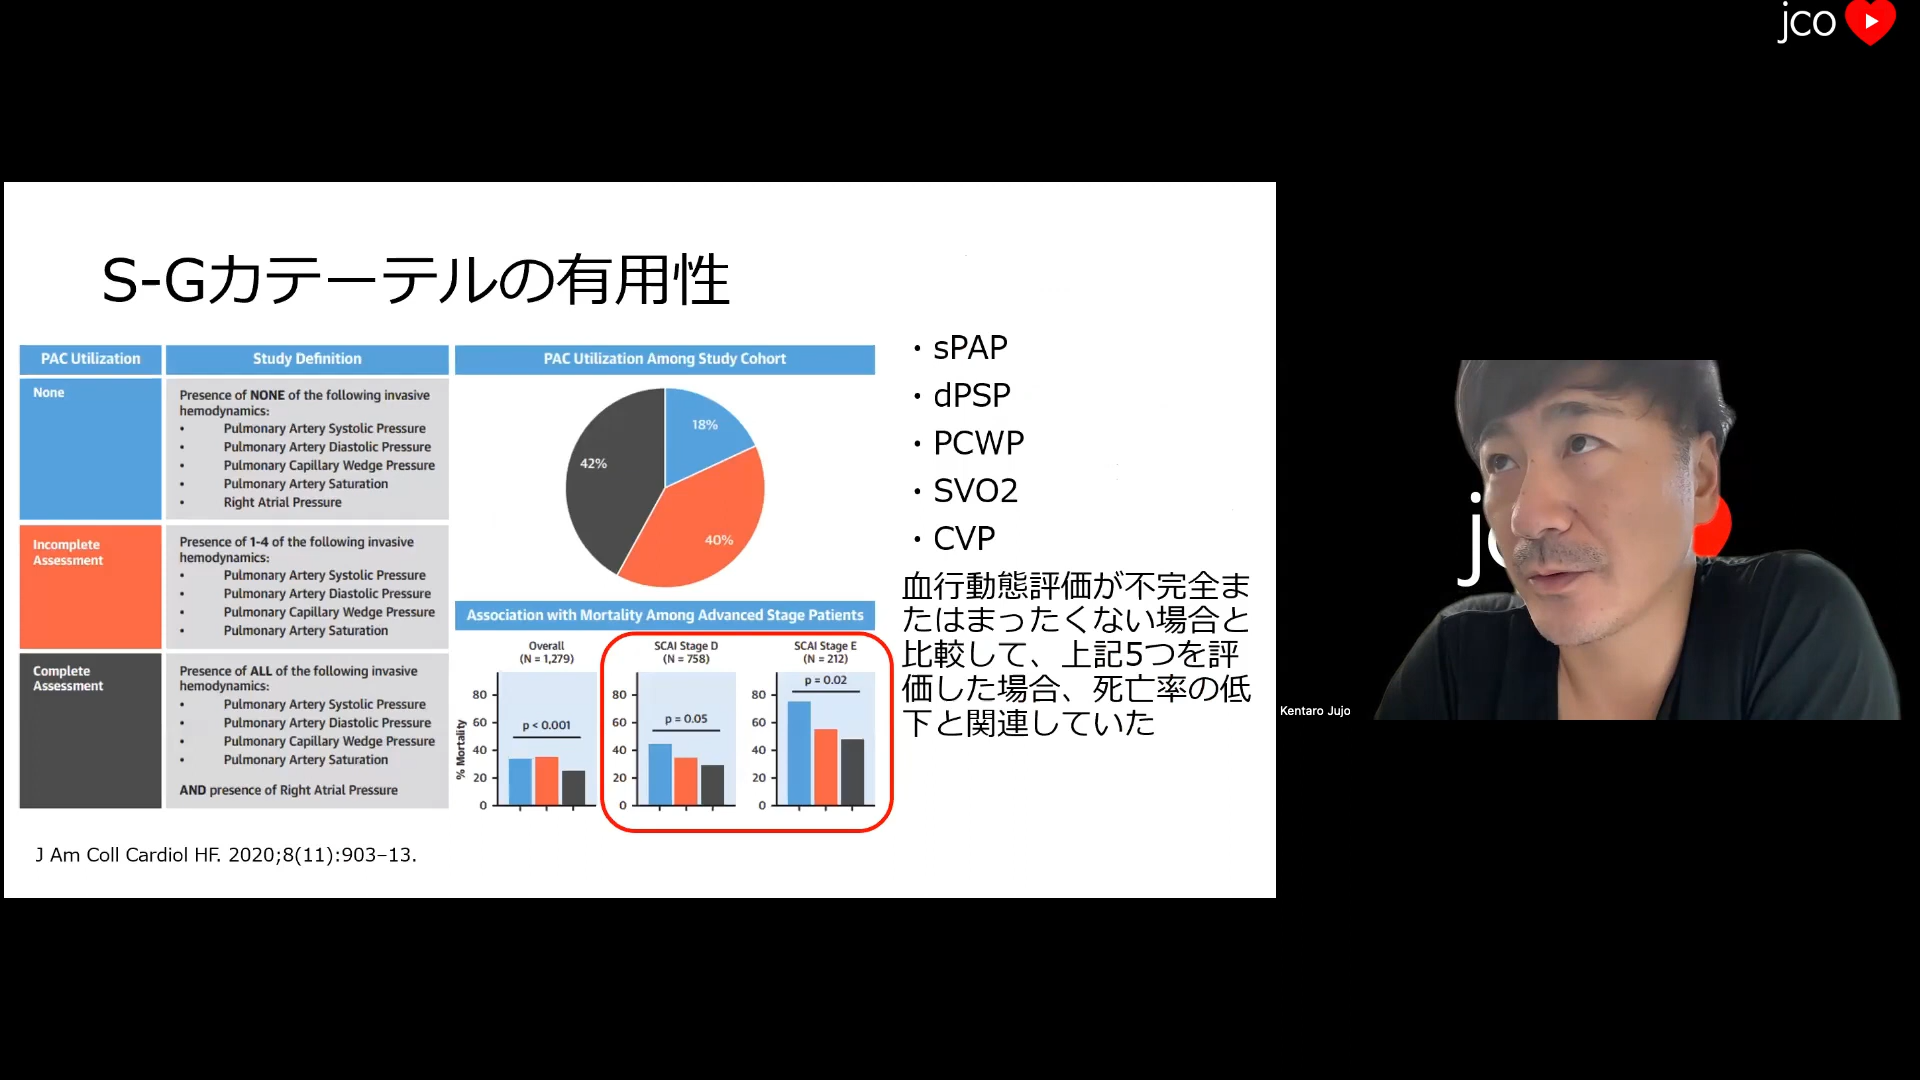 jco
S-Gカテーテルの有用性
PAC Utilization
Study Definition
None
Presence of NONE of the following invasive
hemodynamics:
• Pulmonary Artery Systolic Pressure
• Pulmonary Artery Diastolic Pressure
• Pulmonary Capillary Wedge Pressure
• Pulmonary Artery Saturation
• Right Atrial Pressure
Incomplete
Assessment
Presence of 1-4 of the following invasive
hemodynamics:
• Pulmonary Artery Systolic Pressure
• Pulmonary Artery Diastolic Pressure
• Pulmonary Capillary Wedge Pressure
• Pulmonary Artery Saturation
Complete
Assessment
Presence of ALL of the following invasive
hemodynamics:
• Pulmonary Artery Systolic Pressure
• Pulmonary Artery Diastolic Pressure
• Pulmonary Capillary Wedge Pressure
• Pulmonary Artery Saturation
AND presence of Right Atrial Pressure
PAC Utilization Among Study Cohort
18%
42%
40%
Association with Mortality Among Advanced Stage Patients
% Mortality
Overall
(N = 1,279)
80
60
40
20
0
p < 0.001
SCAI Stage D
(N = 758)
80
60
40
20
0
p = 0.05
SCAI Stage E
(N = 212)
80
60
40
20
0
p = 0.02
・sPAP
・dPSP
・PCWP
・SVO2
・CVP
血行動態評価が不完全ま
たはまったくない場合と
比較して、上記5つを評
価した場合、死亡率の低
下と関連していた
J Am Coll Cardiol HF. 2020;8(11):903–13.
Kentaro Jujo